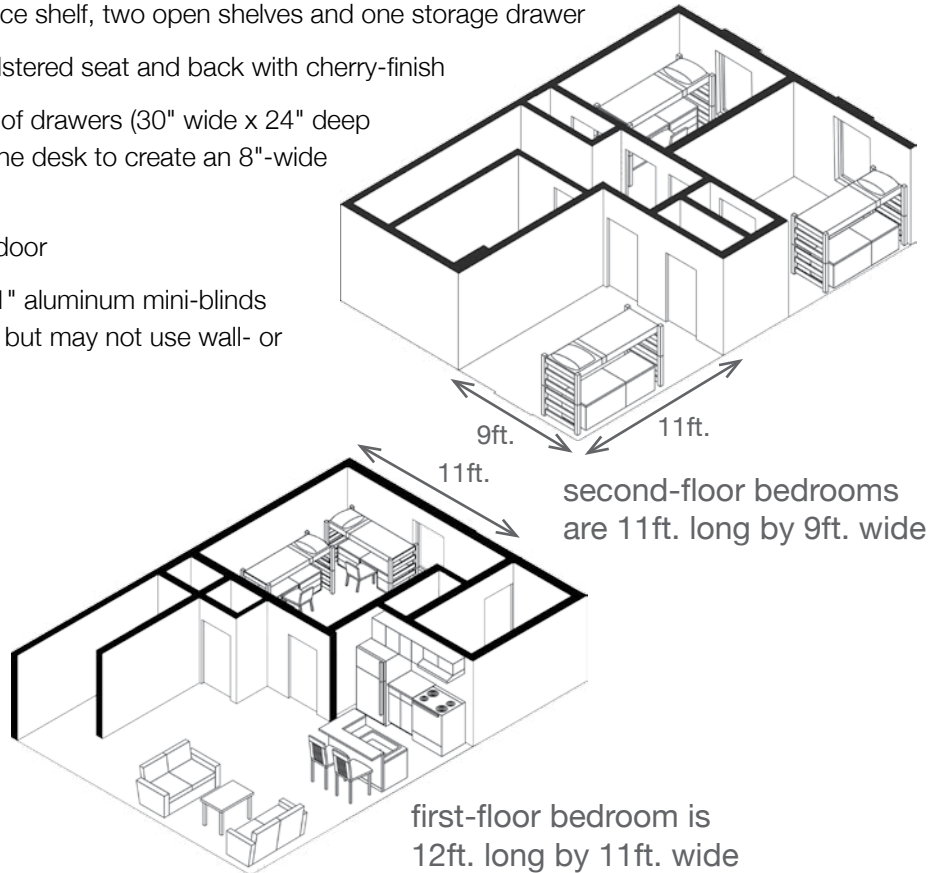 ce shelf, two open shelves and one storage drawer
lstered seat and back with cherry-finish
of drawers (30" wide x 24" deep
he desk to create an 8"-wide
door
1" aluminum mini-blinds
but may not use wall- or
9ft.
11ft.
11ft.
second-floor bedrooms
are 11ft. long by 9ft. wide
first-floor bedroom is
12ft. long by 11ft. wide